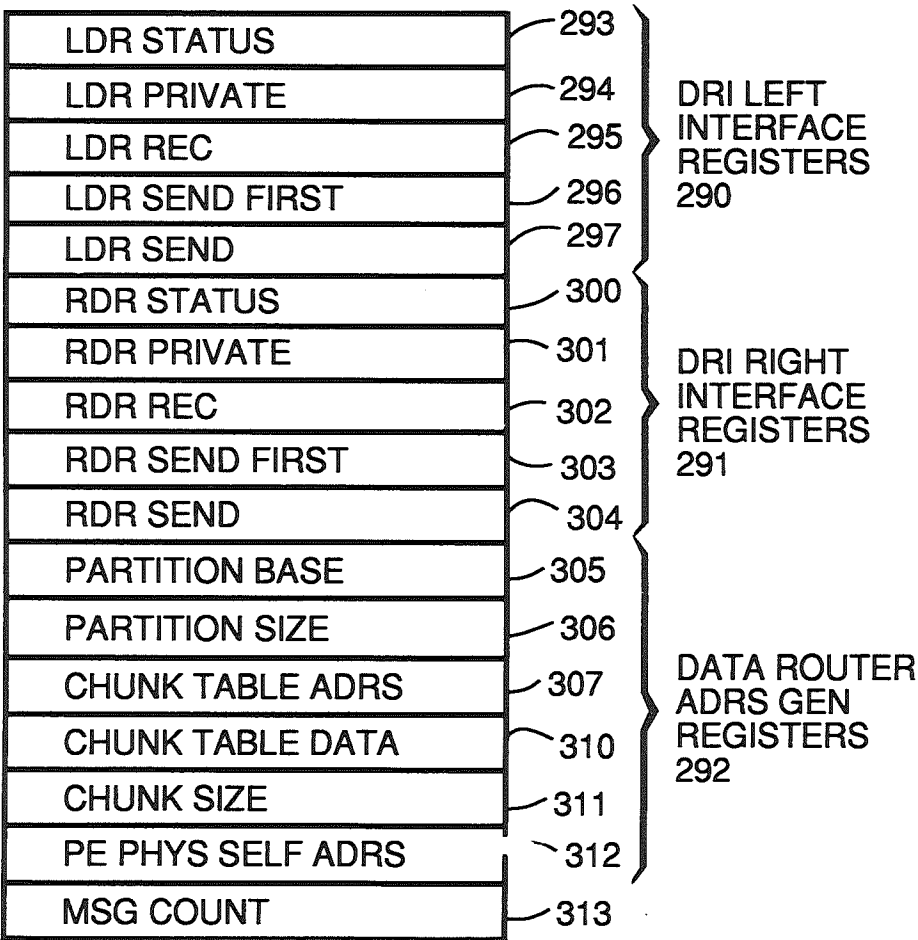 LDR STATUS 293
LDR PRIVATE 294
LDR REC 295
LDR SEND FIRST 296
LDR SEND 297
DRI LEFT
INTERFACE
REGISTERS
290
RDR STATUS 300
RDR PRIVATE 301
RDR REC 302
RDR SEND FIRST 303
RDR SEND 304
DRI RIGHT
INTERFACE
REGISTERS
291
PARTITION BASE 305
PARTITION SIZE 306
CHUNK TABLE ADRS 307
CHUNK TABLE DATA 310
CHUNK SIZE 311
PE PHYS SELF ADRS 312
DATA ROUTER
ADRS GEN
REGISTERS
292
MSG COUNT 313